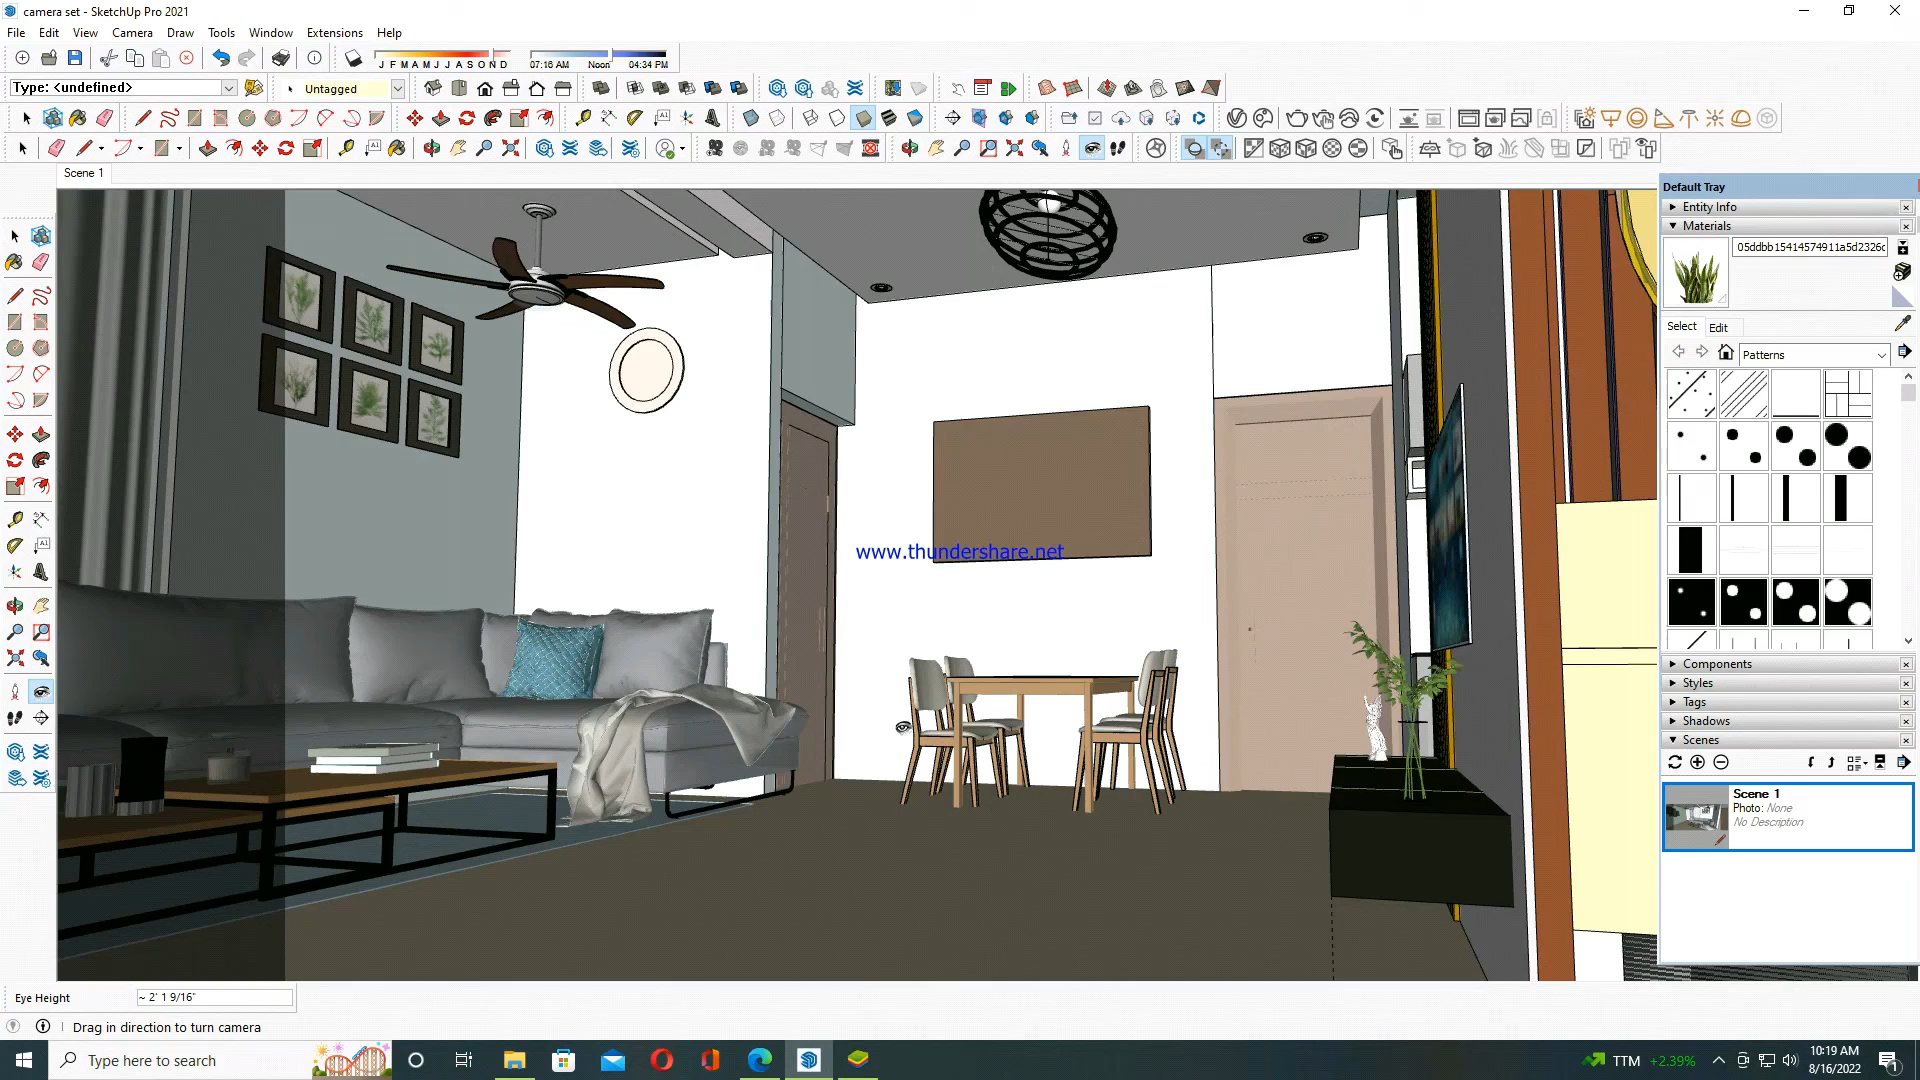 camera set - SketchUp Pro 2021
File Edit View Camera Draw Tools Window Extensions Help
J F M A M J J A S O N D
07:16 AM Noon 04:34 PM
Type: <undefined>
Untagged
Scene 1
Default Tray
Entity Info
Materials
05ddbb15414574911a5d2326c
Select Edit
Patterns
www.thundershare.net
Components
Styles
Tags
Shadows
Scenes
Scene 1
Photo: None
No Description
Eye Height ~ 2' 1 9/16"
Drag in direction to turn camera
Type here to search
TTM +2.39%
10:19 AM
8/16/2022
1